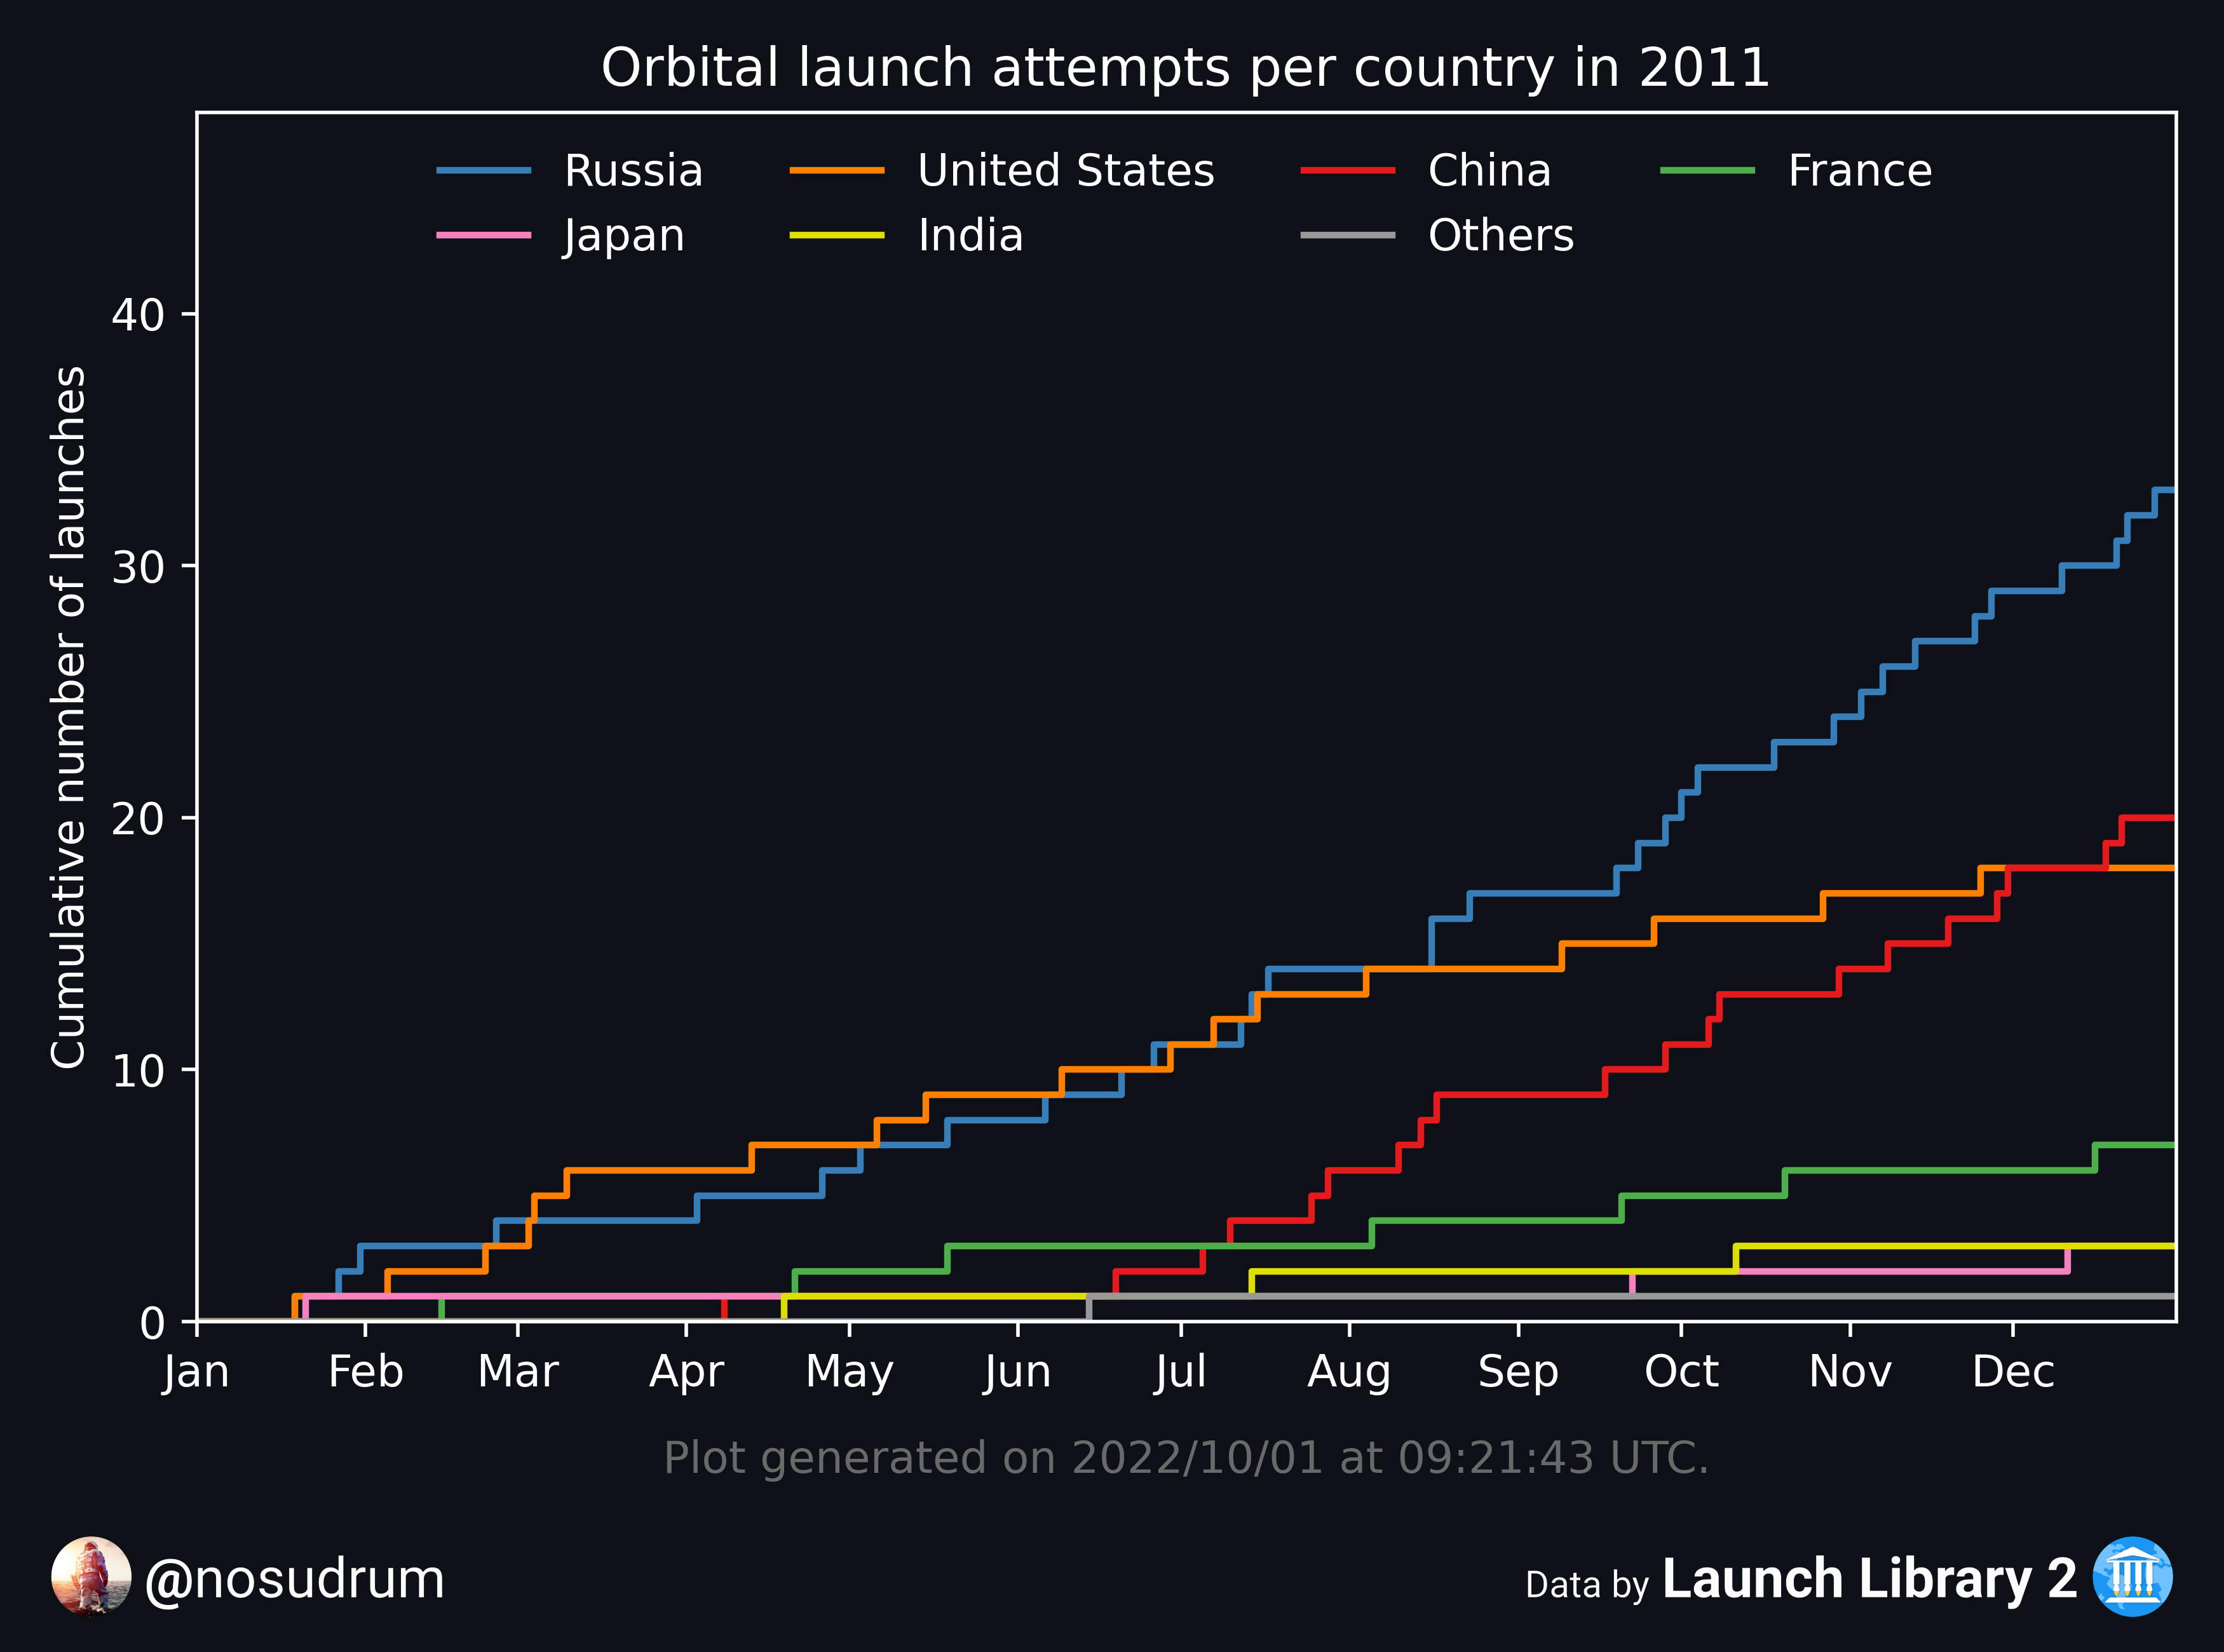 Orbital launch attempts per country in 2011
Russia United States China France
Japan India Others
Cumulative number of launches
40
30
20
10
0
Jan Feb Mar Apr May Jun Jul Aug Sep Oct Nov Dec
Plot generated on 2022/10/01 at 09:21:43 UTC.
@nosudrum
Data by Launch Library 2